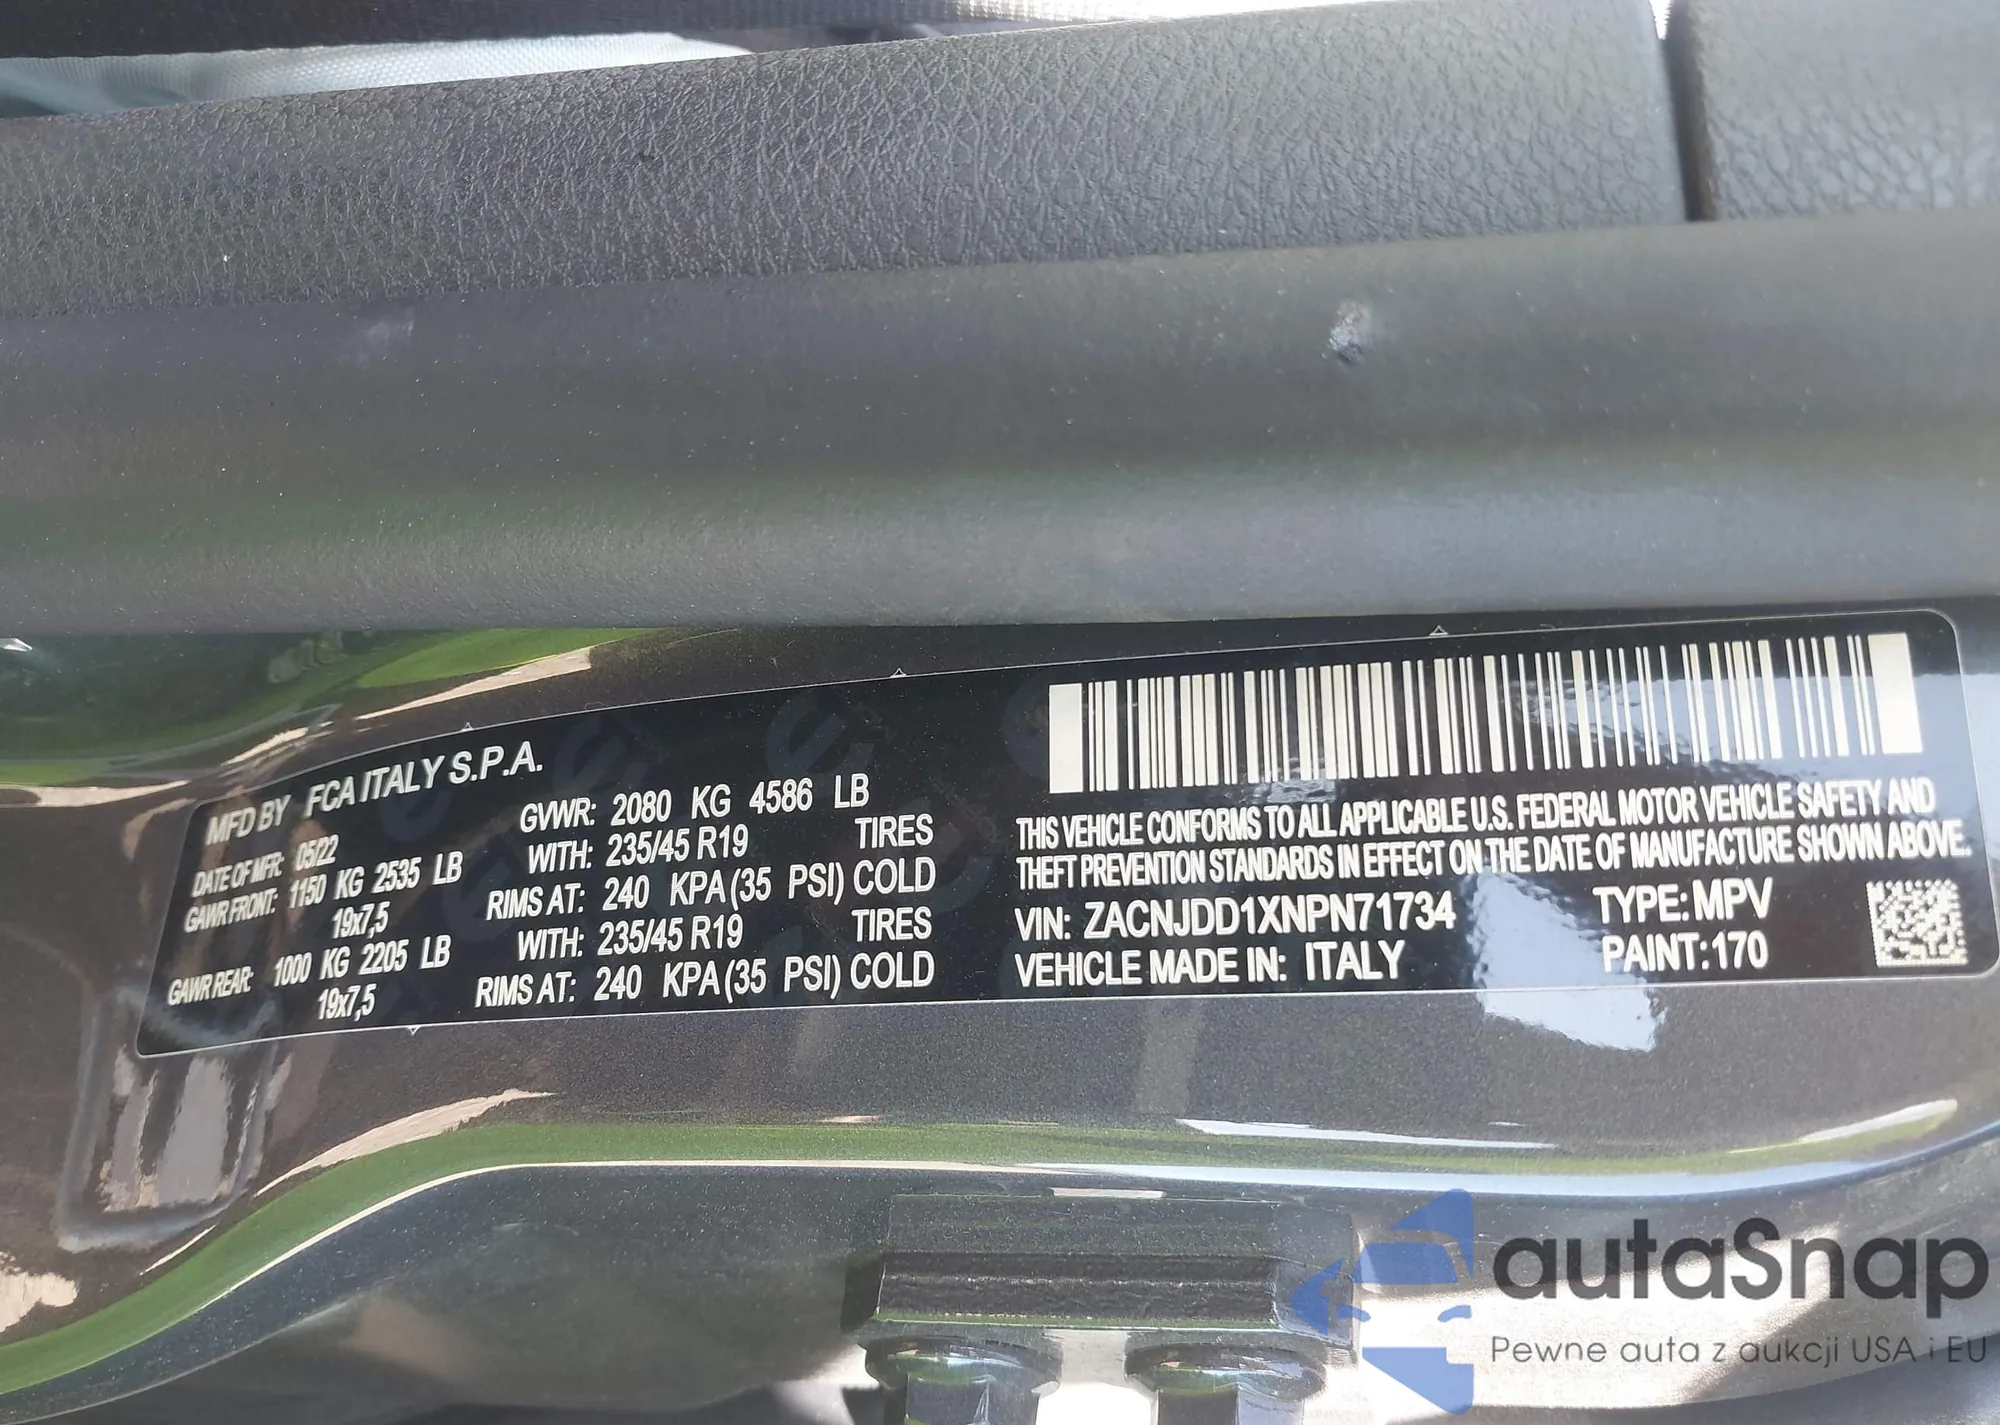 MFD BY FCA ITALY S.P.A.
DATE OF MFR: 05/22 GVWR: 2080 KG 4586 LB
GAWR FRONT: 1150 KG 2535 LB WITH: 235/45 R19 TIRES
19x7,5 RIMS AT: 240 KPA(35 PSI) COLD
GAWR REAR: 1000 KG 2205 LB WITH: 235/45 R19 TIRES
19x7,5 RIMS AT: 240 KPA(35 PSI) COLD
THIS VEHICLE CONFORMS TO ALL APPLICABLE U.S. FEDERAL MOTOR VEHICLE SAFETY AND
THEFT PREVENTION STANDARDS IN EFFECT ON THE DATE OF MANUFACTURE SHOWN ABOVE.
VIN: ZACNJDD1XNPN71734 TYPE: MPV
VEHICLE MADE IN: ITALY PAINT: 170
autaSnap
Pewne auta z aukcji USA i EU